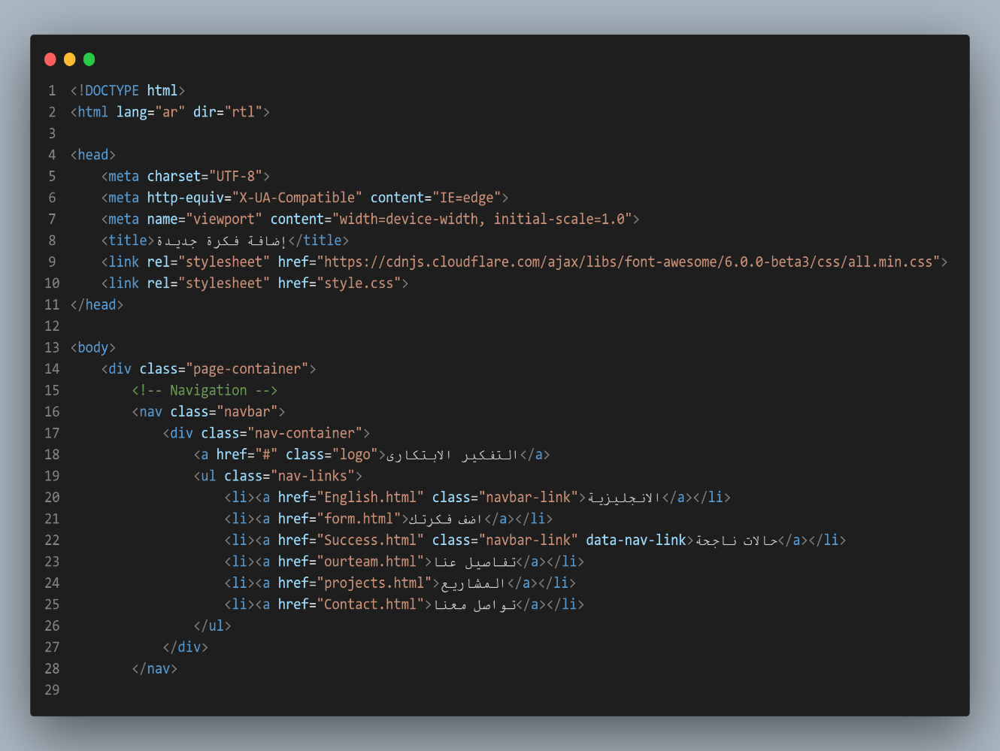 1 <!DOCTYPE html>
2 <html lang="ar" dir="rtl">
3
4 <head>
5     <meta charset="UTF-8">
6     <meta http-equiv="X-UA-Compatible" content="IE=edge">
7     <meta name="viewport" content="width=device-width, initial-scale=1.0">
8     <title>إضافة فكرة جديدة</title>
9     <link rel="stylesheet" href="https://cdnjs.cloudflare.com/ajax/libs/font-awesome/6.0.0-beta3/css/all.min.css">
10     <link rel="stylesheet" href="style.css">
11 </head>
12
13 <body>
14     <div class="page-container">
15         <!-- Navigation -->
16         <nav class="navbar">
17             <div class="nav-container">
18                 <a href="#" class="logo">التفكير الابتكارى</a>
19                 <ul class="nav-links">
20                     <li><a href="English.html" class="navbar-link">الانجليزية</a></li>
21                     <li><a href="form.html">اضف فكرتك</a></li>
22                     <li><a href="Success.html" class="navbar-link" data-nav-link>حالات ناجحة</a></li>
23                     <li><a href="ourteam.html">تفاصيل عنا</a></li>
24                     <li><a href="projects.html">المشاريع</a></li>
25                     <li><a href="Contact.html">تواصل معنا</a></li>
26                 </ul>
27             </div>
28         </nav>
29